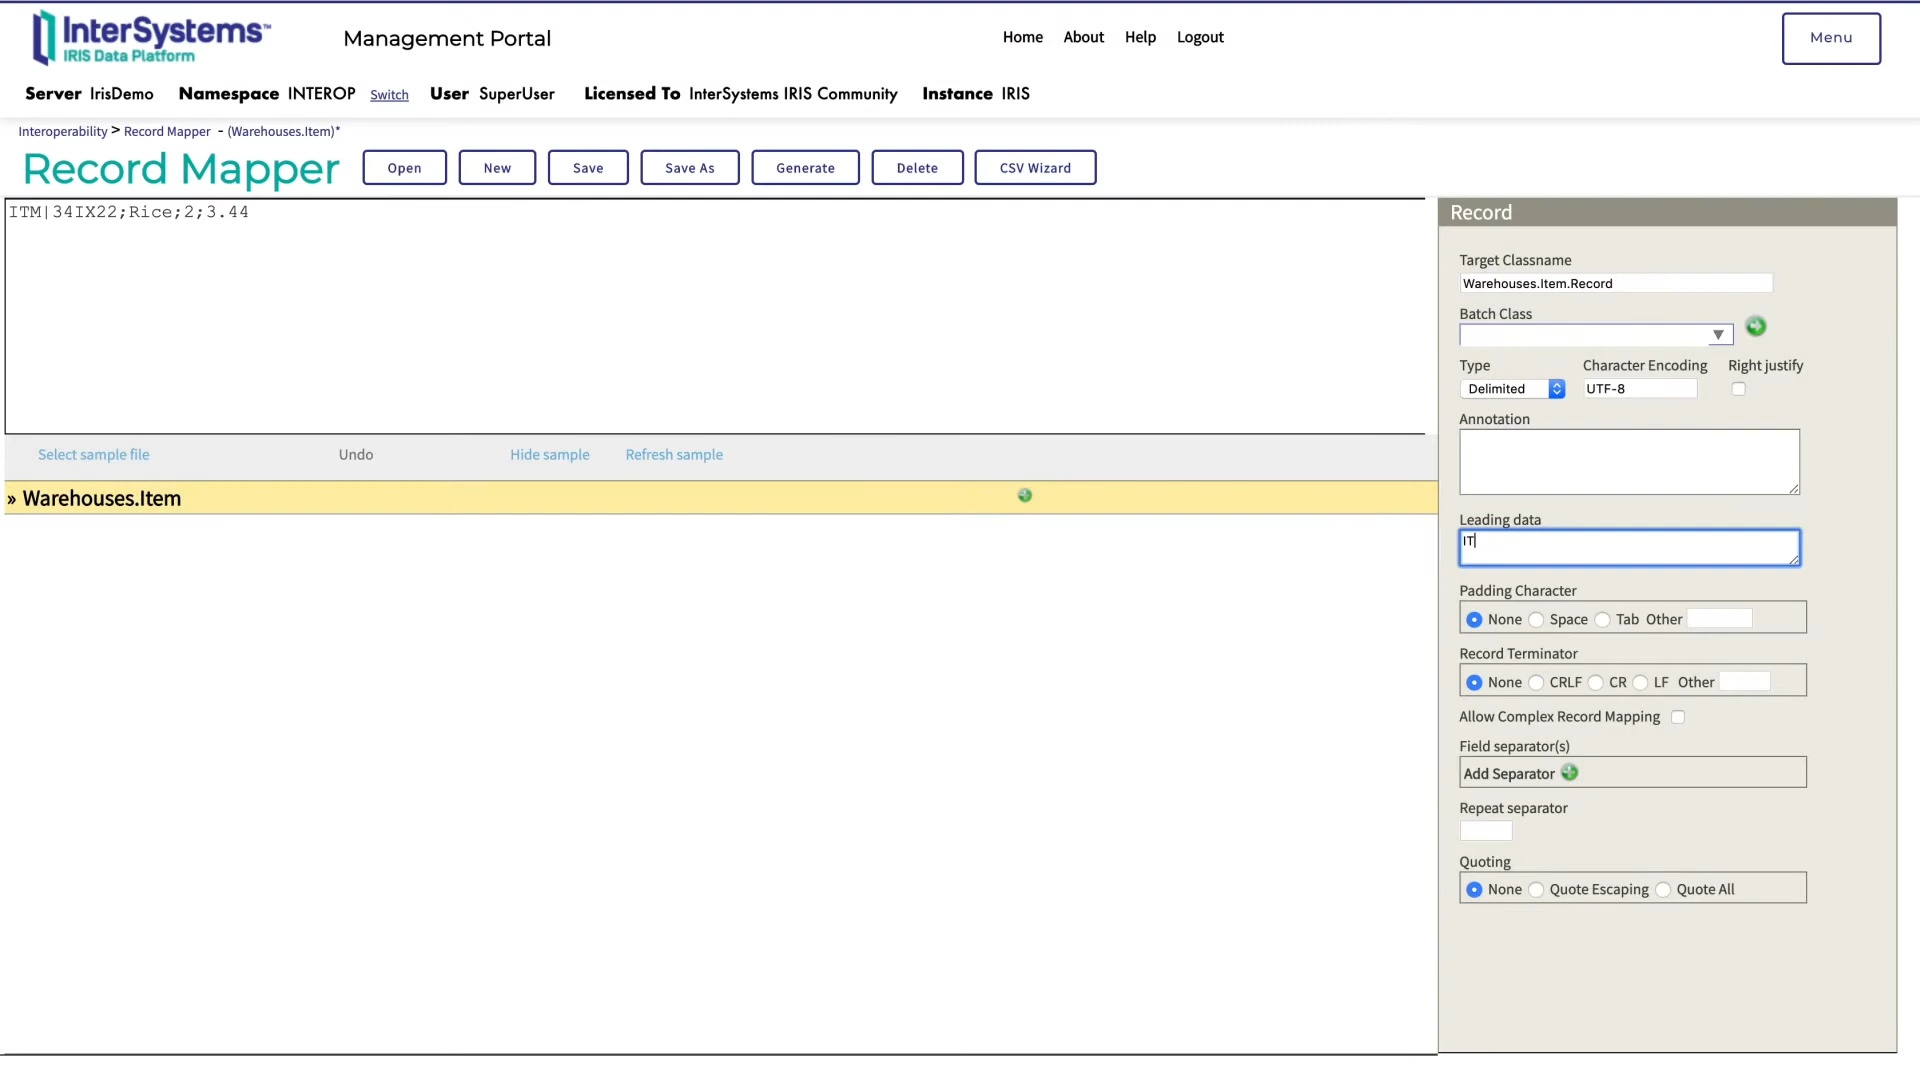 InterSystems™
IRIS Data Platform
Management Portal
Home About Help Logout
Menu
Server IrisDemo Namespace INTEROP Switch User SuperUser Licensed To InterSystems IRIS Community Instance IRIS
Interoperability > Record Mapper - (Warehouses.Item)*
Record Mapper
Open New Save Save As Generate Delete CSV Wizard
ITM|34IX22;Rice;2;3.44
Select sample file Undo Hide sample Refresh sample
» Warehouses.Item
Record
Target Classname
Warehouses.Item.Record
Batch Class
Type Character Encoding Right justify
Delimited UTF-8
Annotation
Leading data
IT
Padding Character
None Space Tab Other
Record Terminator
None CRLF CR LF Other
Allow Complex Record Mapping
Field separator(s)
Add Separator
Repeat separator
Quoting
None Quote Escaping Quote All